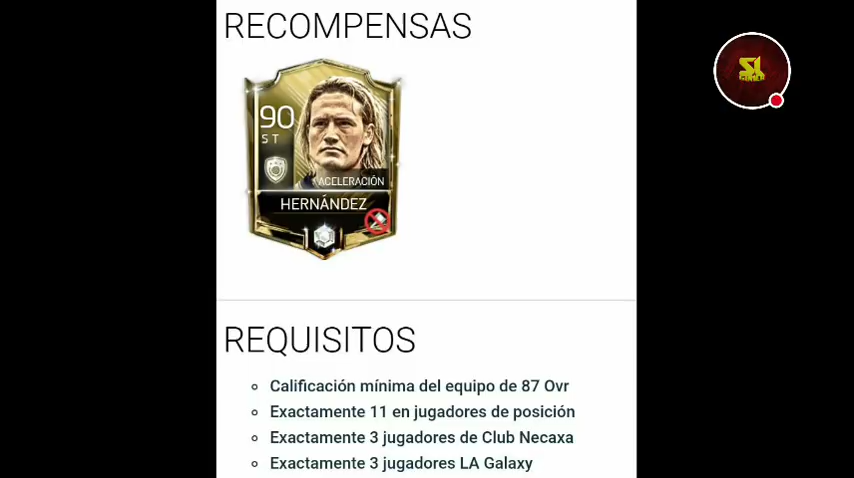 RECOMPENSAS
90
ST
ACELERACIÓN
HERNÁNDEZ
REQUISITOS
Calificación mínima del equipo de 87 Ovr
Exactamente 11 en jugadores de posición
Exactamente 3 jugadores de Club Necaxa
Exactamente 3 jugadores LA Galaxy